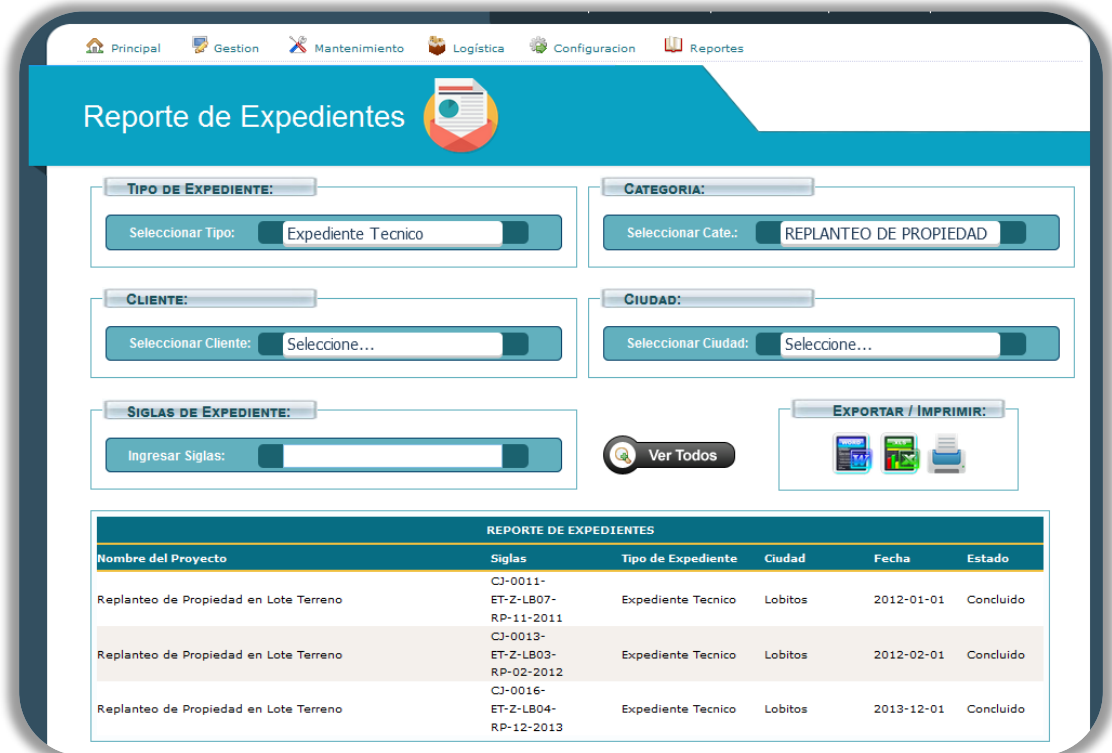 Principal Gestion Mantenimiento Logística Configuracion Reportes
Reporte de Expedientes
TIPO DE EXPEDIENTE: CATEGORIA:
Seleccionar Tipo: Expediente Tecnico Seleccionar Cate.: REPLANTEO DE PROPIEDAD
CLIENTE: CIUDAD:
Seleccionar Cliente: Seleccione... Seleccionar Ciudad: Seleccione...
SIGLAS DE EXPEDIENTE: EXPORTAR / IMPRIMIR:
Ingresar Siglas: Ver Todos
REPORTE DE EXPEDIENTES
Nombre del Proyecto Siglas Tipo de Expediente Ciudad Fecha Estado
CJ-0011-
Replanteo de Propiedad en Lote Terreno ET-Z-LB07- Expediente Tecnico Lobitos 2012-01-01 Concluido
RP-11-2011
CJ-0013-
Replanteo de Propiedad en Lote Terreno ET-Z-LB03- Expediente Tecnico Lobitos 2012-02-01 Concluido
RP-02-2012
CJ-0016-
Replanteo de Propiedad en Lote Terreno ET-Z-LB04- Expediente Tecnico Lobitos 2013-12-01 Concluido
RP-12-2013